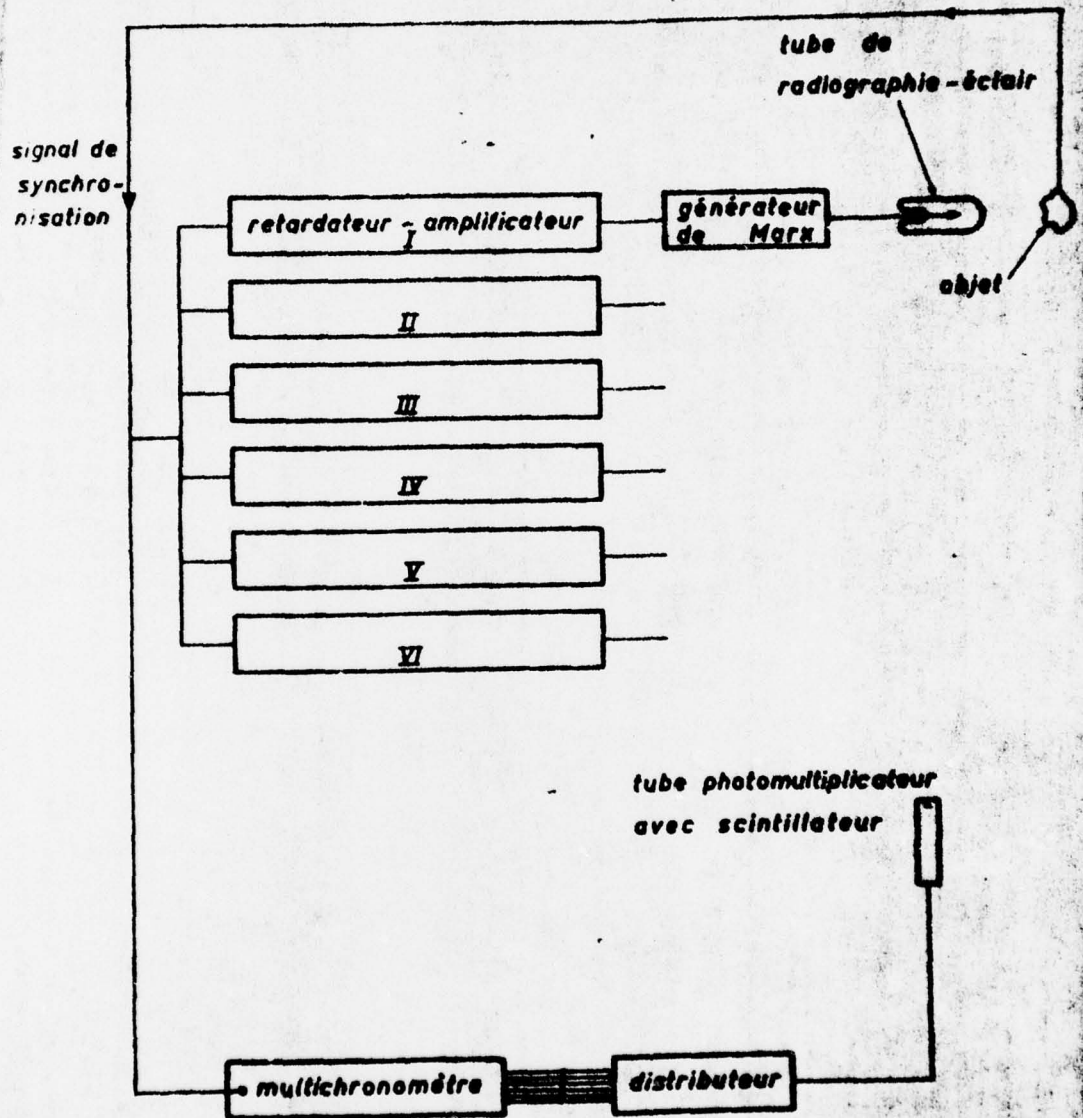 tube de
radiographie-éclair
signal de
synchro-
nisation
retardateur - amplificateur
I
générateur
de Marx
objet
II
III
IV
V
VI
tube photomultiplicateur
avec scintillateur
multichronomètre
distributeur